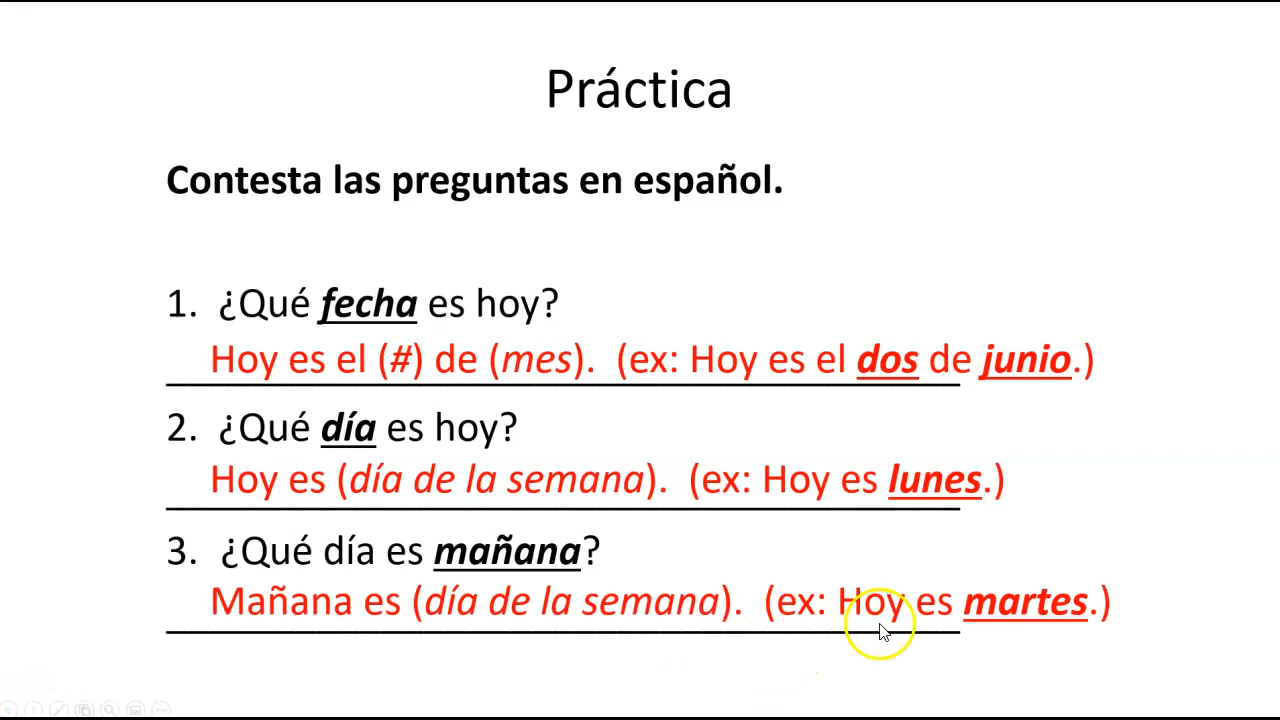 Práctica
Contesta las preguntas en español.
1. ¿Qué fecha es hoy?
Hoy es el (#) de (mes). (ex: Hoy es el dos de junio.)
2. ¿Qué día es hoy?
Hoy es (día de la semana). (ex: Hoy es lunes.)
3. ¿Qué día es mañana?
Mañana es (día de la semana). (ex: Hoy es martes.)